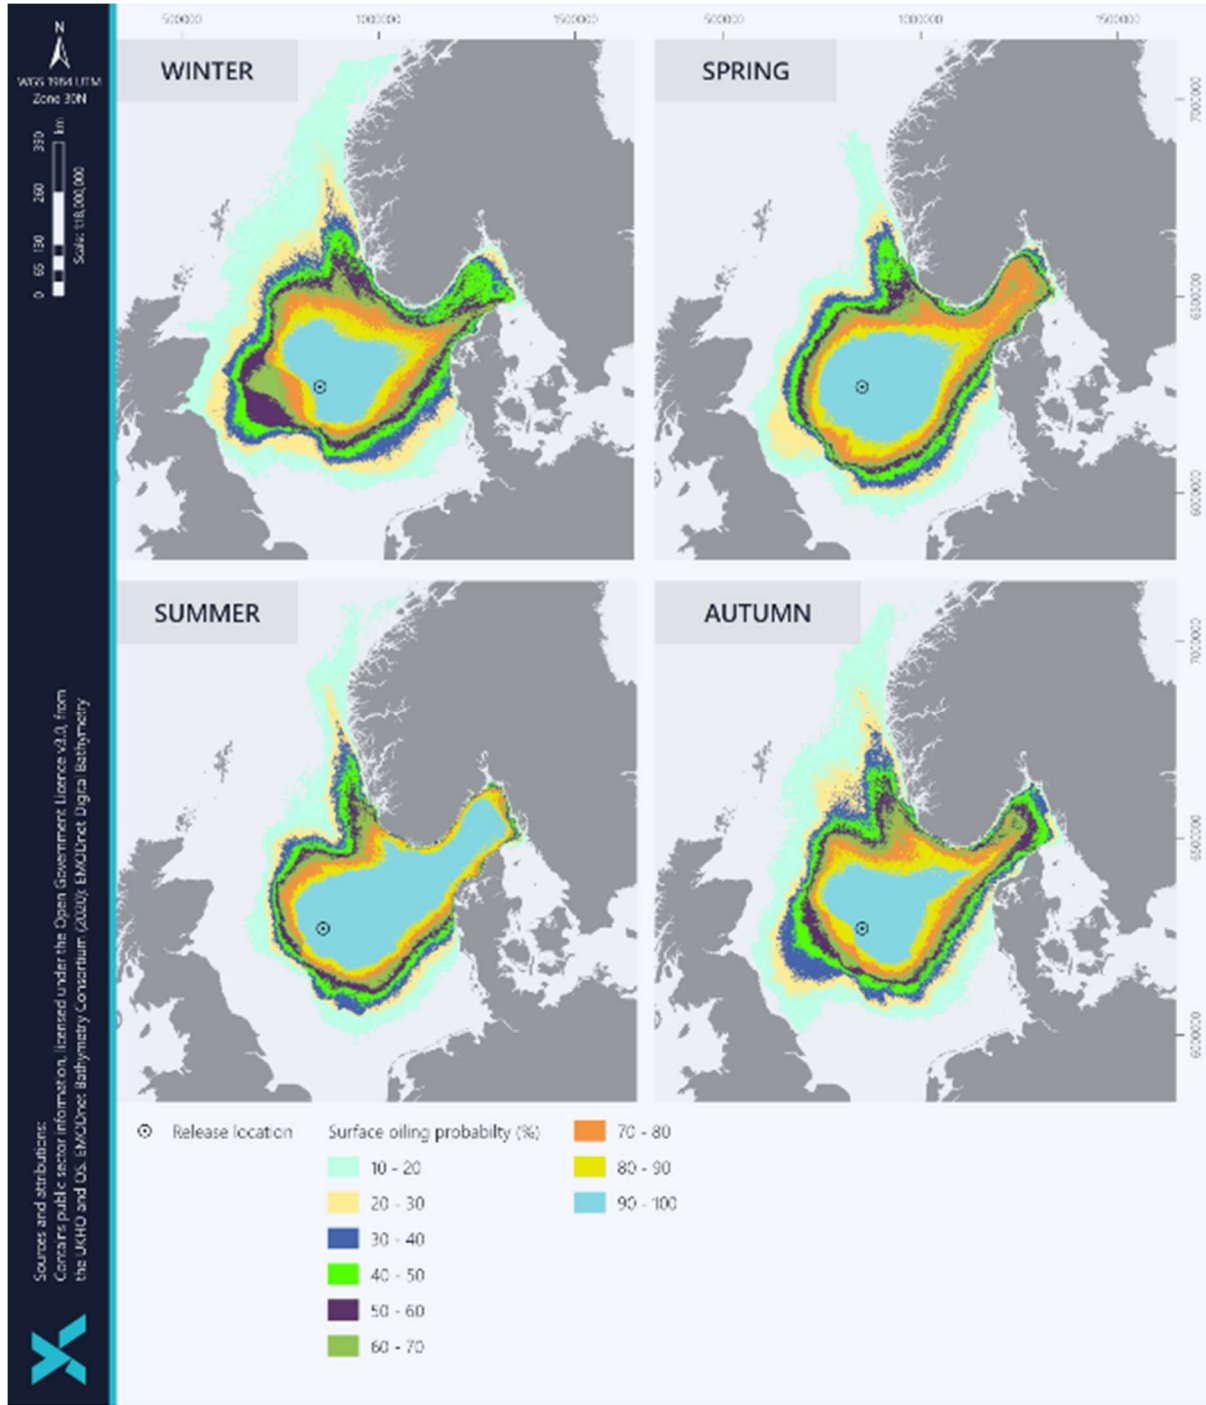 500000 1000000 1500000 500000 1000000 1500000
N
WGS 1984 UTM
Zone 30N
0 65 130 260 390 km
Scale: 1:18,000,000
WINTER
SPRING
7000000
6500000
6000000
SUMMER
AUTUMN
7000000
6500000
6000000
Release location
Surface oiling probabilty (%)
10 - 20
20 - 30
30 - 40
40 - 50
50 - 60
60 - 70
70 - 80
80 - 90
90 - 100
Sources and attributions:
Contains public sector information, licensed under the Open Government Licence v3.0, from
the UKHO and OS. EMODnet Bathymetry Consortium (2020): EMODnet Digital Bathymetry